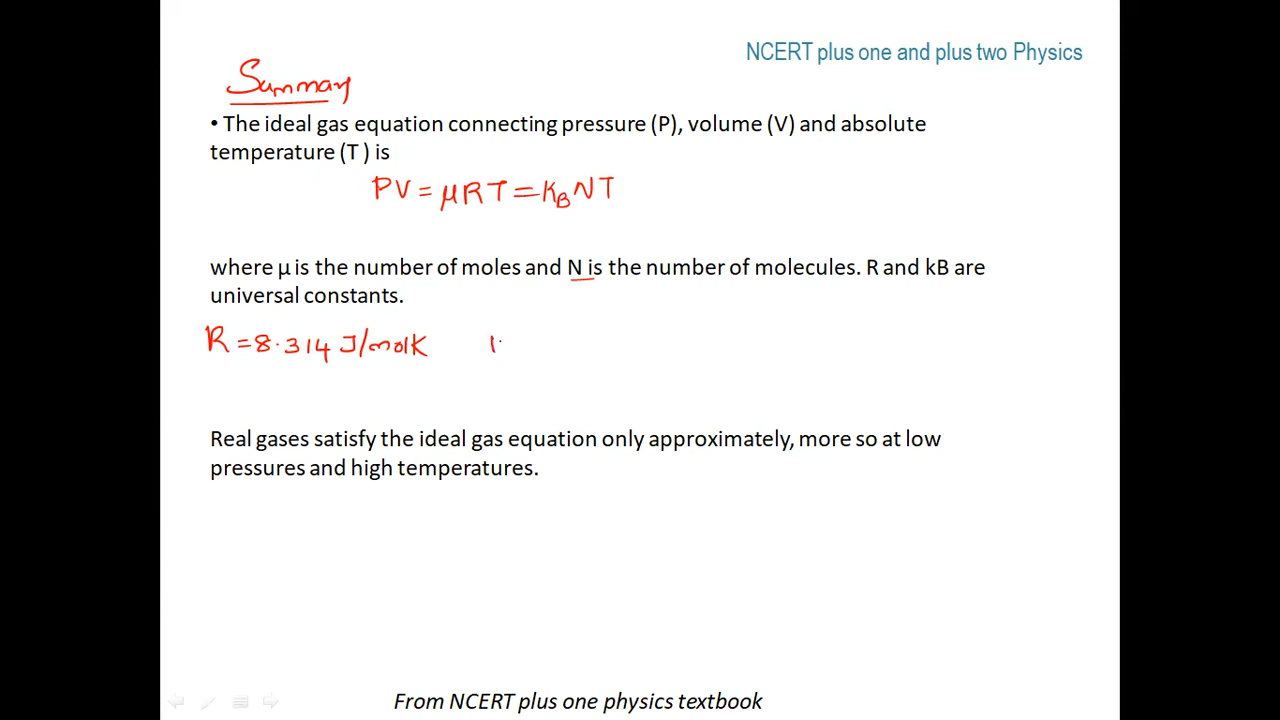 NCERT plus one and plus two Physics
Summary
• The ideal gas equation connecting pressure (P), volume (V) and absolute
temperature (T ) is
PV = μRT = kBNT
where μ is the number of moles and N is the number of molecules. R and kB are
universal constants.
R = 8.314 J/molK
Real gases satisfy the ideal gas equation only approximately, more so at low
pressures and high temperatures.
From NCERT plus one physics textbook